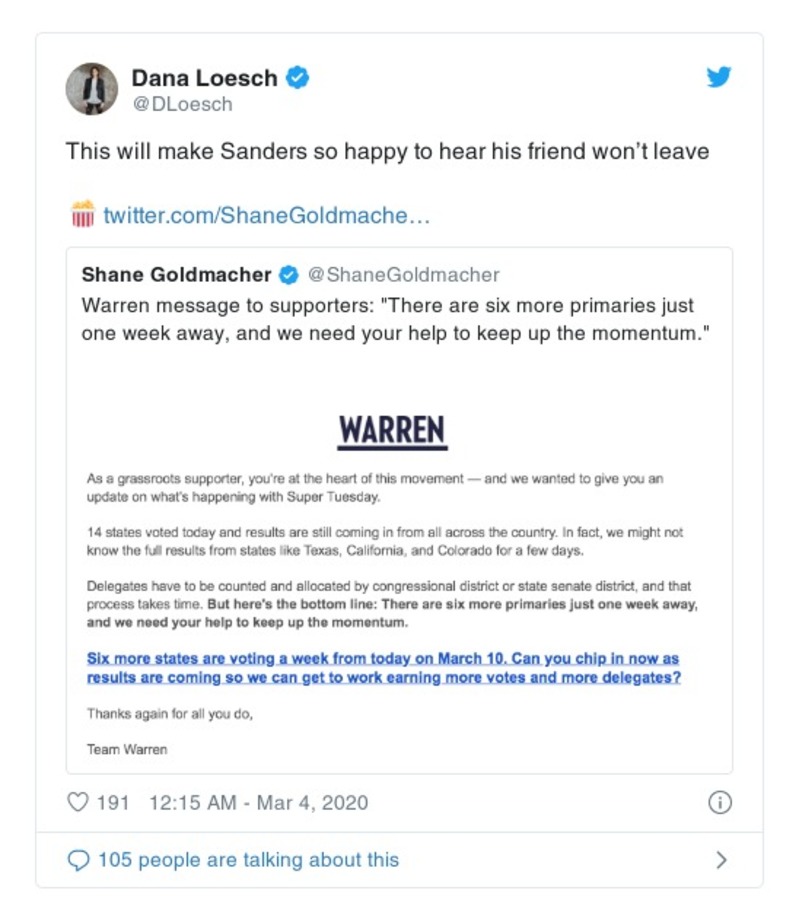 Dana Loesch
@DLoesch
This will make Sanders so happy to hear his friend won’t leave
🍿 twitter.com/ShaneGoldmache…
Shane Goldmacher @ShaneGoldmacher
Warren message to supporters: "There are six more primaries just
one week away, and we need your help to keep up the momentum."
WARREN
As a grassroots supporter, you're at the heart of this movement — and we wanted to give you an
update on what's happening with Super Tuesday.
14 states voted today and results are still coming in from all across the country. In fact, we might not
know the full results from states like Texas, California, and Colorado for a few days.
Delegates have to be counted and allocated by congressional district or state senate district, and that
process takes time. But here's the bottom line: There are six more primaries just one week away,
and we need your help to keep up the momentum.
Six more states are voting a week from today on March 10. Can you chip in now as
results are coming so we can get to work earning more votes and more delegates?
Thanks again for all you do,
Team Warren
191 12:15 AM - Mar 4, 2020
105 people are talking about this